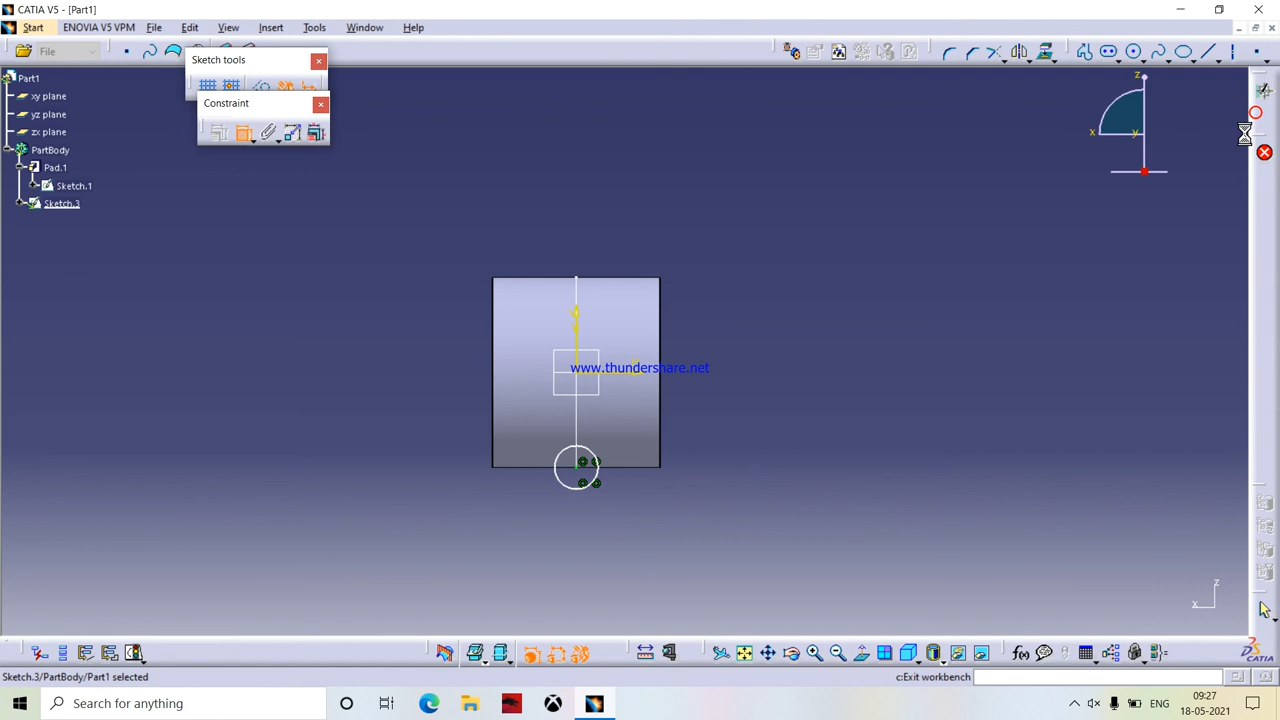 CATIA V5 - [Part1]
Start ENOVIA V5 VPM File Edit View Insert Tools Window Help
File
Sketch tools
Part1
xy plane
Constraint
yz plane
zx plane
PartBody
Pad.1
Sketch.1
Sketch.3
z
x
y
www.thundershare.net
z
x
CATIA
Sketch.3/PartBody/Part1 selected
c:Exit workbench
Search for anything
ENG
09:27
18-05-2021